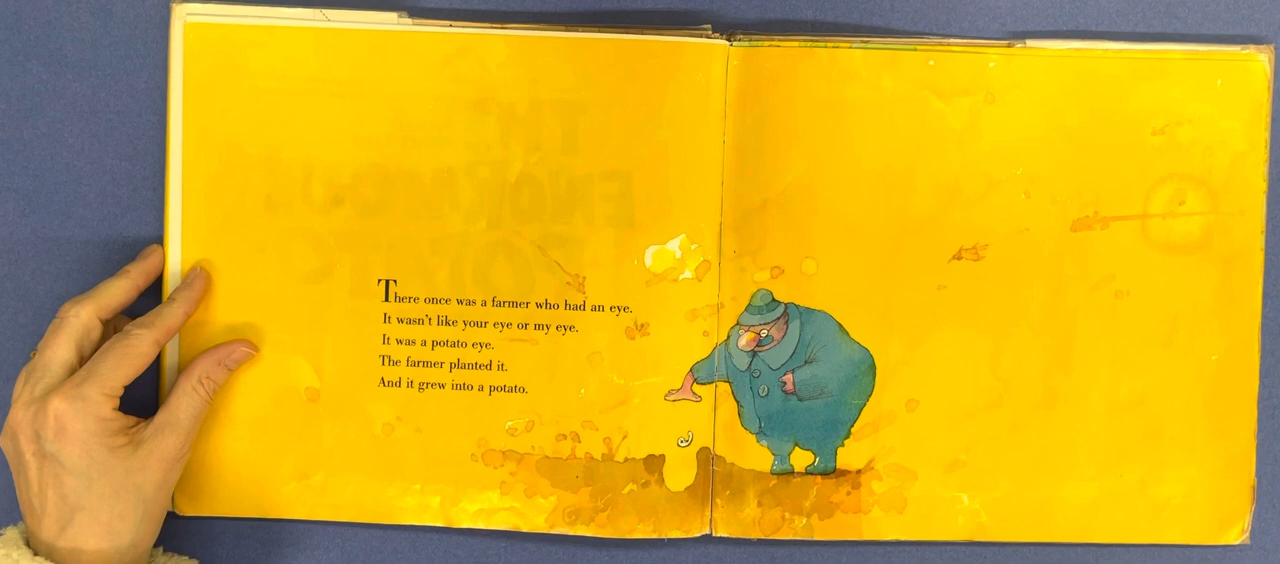 There once was a farmer who had an eye.
It wasn't like your eye or my eye.
It was a potato eye.
The farmer planted it.
And it grew into a potato.